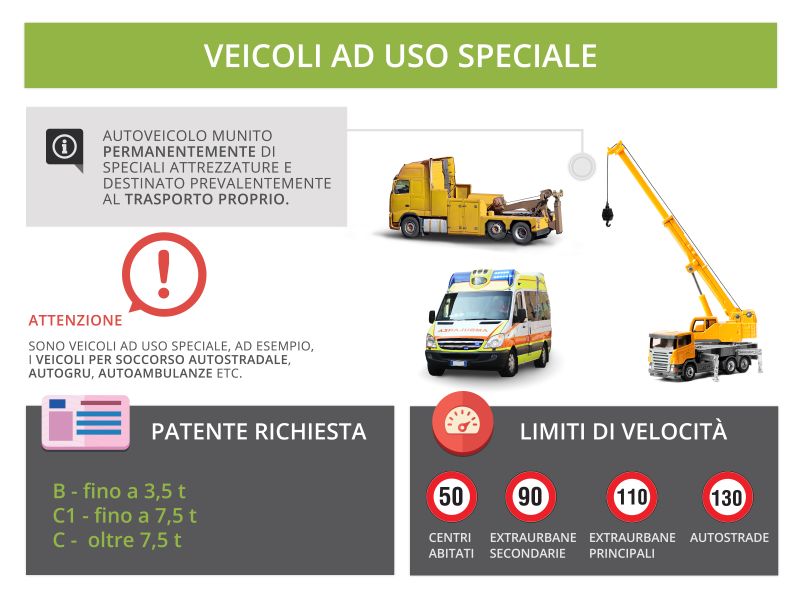 VEICOLI AD USO SPECIALE
AUTOVEICOLO MUNITO
PERMANENTEMENTE DI
SPECIALI ATTREZZATURE E
DESTINATO PREVALENTEMENTE
AL TRASPORTO PROPRIO.
ATTENZIONE
SONO VEICOLI AD USO SPECIALE, AD ESEMPIO,
I VEICOLI PER SOCCORSO AUTOSTRADALE,
AUTOGRU, AUTOAMBULANZE ETC.
PATENTE RICHIESTA
B - fino a 3,5 t
C1 - fino a 7,5 t
C - oltre 7,5 t
LIMITI DI VELOCITÀ
50
90
110
130
CENTRI
ABITATI
EXTRAURBANE
SECONDARIE
EXTRAURBANE
PRINCIPALI
AUTOSTRADE